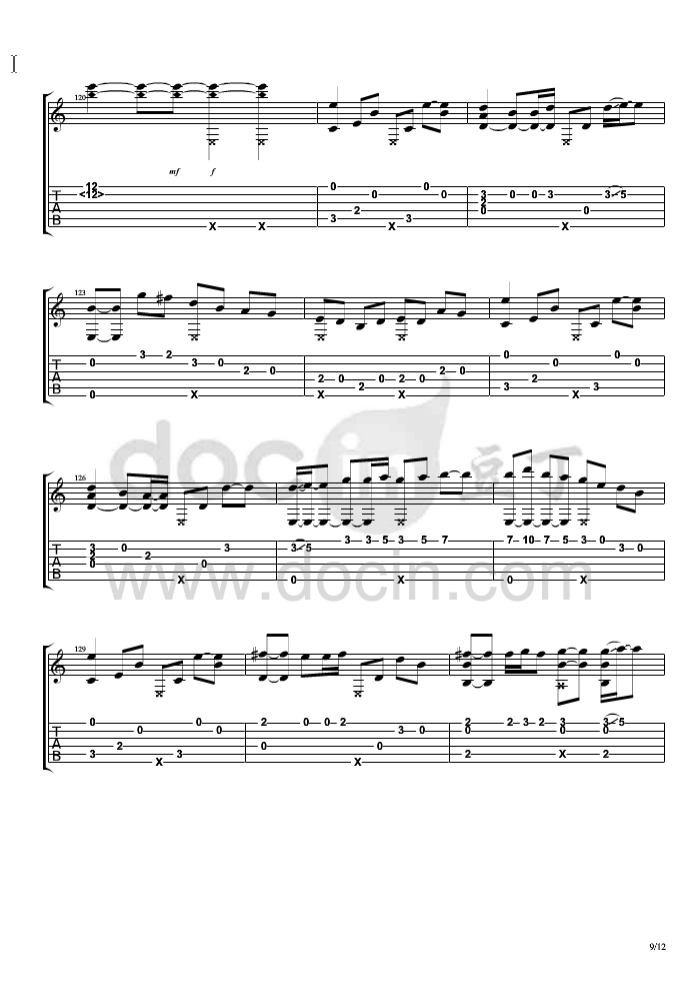 120
mf f
12
<12>
T
A
B
0 0
3 0 0 3 3 5
0 0
2
2
3 3
0 0
X X X X
123
3 2 0 0
0 3 0 0 0
2 0 2 0
2 0 0 2 0
2 2
3 3
0 X X X X
126
3 3 5 3 5 7 7 10 7 5 3 0
3 0 3 3 5 3 0
2 2
0 0
X 0 X 0 X
docin 豆丁
www.docin.com
129
0 0 2 0 0 2 2 2 3 2 3 3 5
0 0 3 0 0 0 0
2 0 0
3 3 2 X 2
X X
9/12